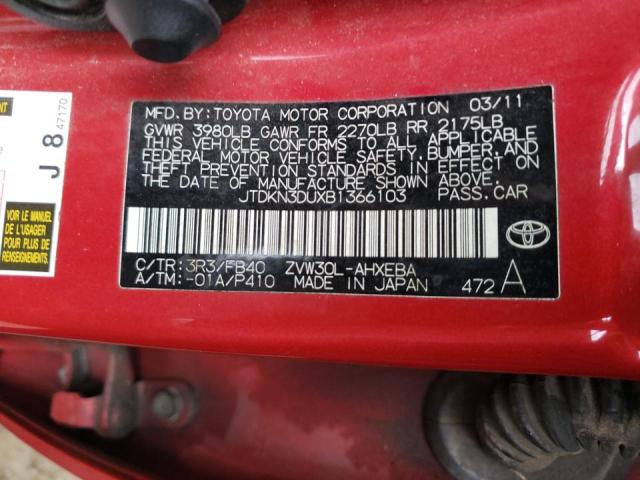 MFD. BY: TOYOTA MOTOR CORPORATION 03/11
GVWR 3980LB GAWR FR 2270LB RR 2175LB
THIS VEHICLE CONFORMS TO ALL APPLICABLE
FEDERAL MOTOR VEHICLE SAFETY, BUMPER, AND
THEFT PREVENTION STANDARDS IN EFFECT ON
THE DATE OF MANUFACTURE SHOWN ABOVE.
JTDKN3DUXB1366103 PASS.CAR
C/TR: 3R3/FB40 ZVW30L-AHXEBA
A/TM: -01A/P410 MADE IN JAPAN 472 A
J 8 47170
VOIR LE MANUEL
DE L'USAGER
POUR PLUS DE
RENSEIGNEMENTS.